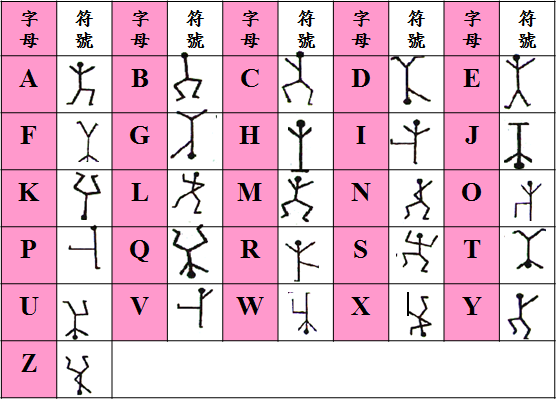 字母 符號 字母 符號 字母 符號 字母 符號 字母 符號
A B C D E
F G H I J
K L M N O
P Q R S T
U V W X Y
Z